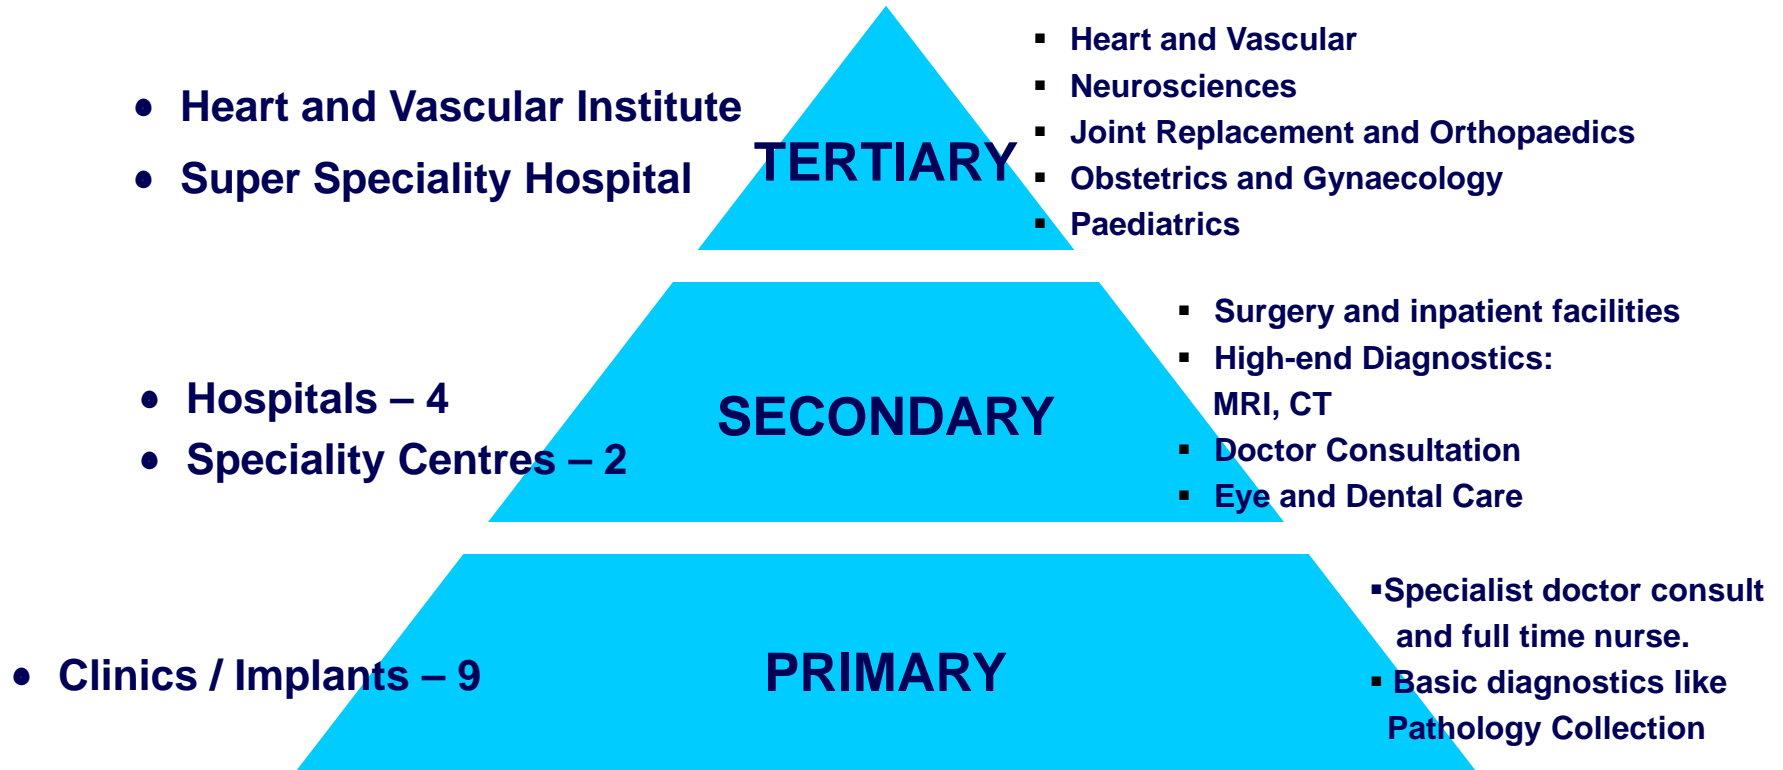 • Heart and Vascular Institute
• Super Speciality Hospital
TERTIARY
▪ Heart and Vascular
▪ Neurosciences
▪ Joint Replacement and Orthopaedics
▪ Obstetrics and Gynaecology
▪ Paediatrics
• Hospitals – 4
• Speciality Centres – 2
SECONDARY
▪ Surgery and inpatient facilities
▪ High-end Diagnostics:
MRI, CT
▪ Doctor Consultation
▪ Eye and Dental Care
• Clinics / Implants – 9
PRIMARY
▪Specialist doctor consult
and full time nurse.
▪ Basic diagnostics like
Pathology Collection